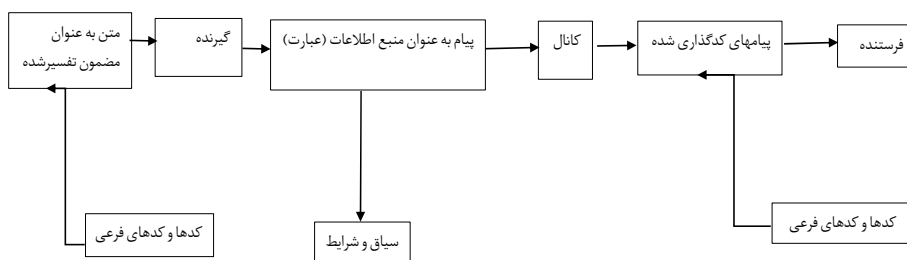 فرستنده
پیامهای کدگذاری شده
کانال
پیام به عنوان منبع اطلاعات (عبارت)
گیرنده
متن به عنوان
مضمون تفسیرشده
کدها و کدهای فرعی
سیاق و شرایط
کدها و کدهای فرعی